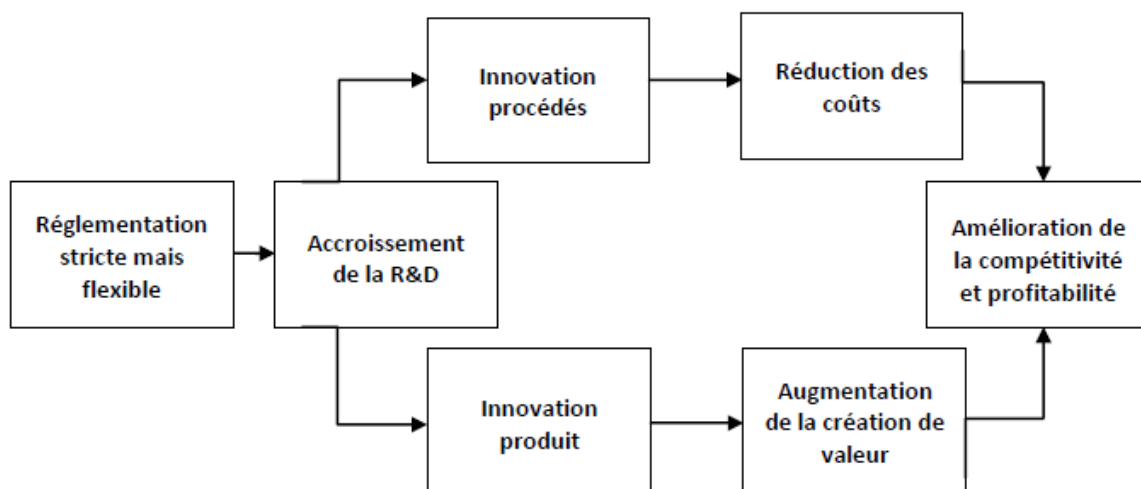 Réglementation
stricte mais
flexible
Accroissement
de la R&D
Innovation
procédés
Réduction des
coûts
Innovation
produit
Augmentation
de la création de
valeur
Amélioration de
la compétitivité
et profitabilité